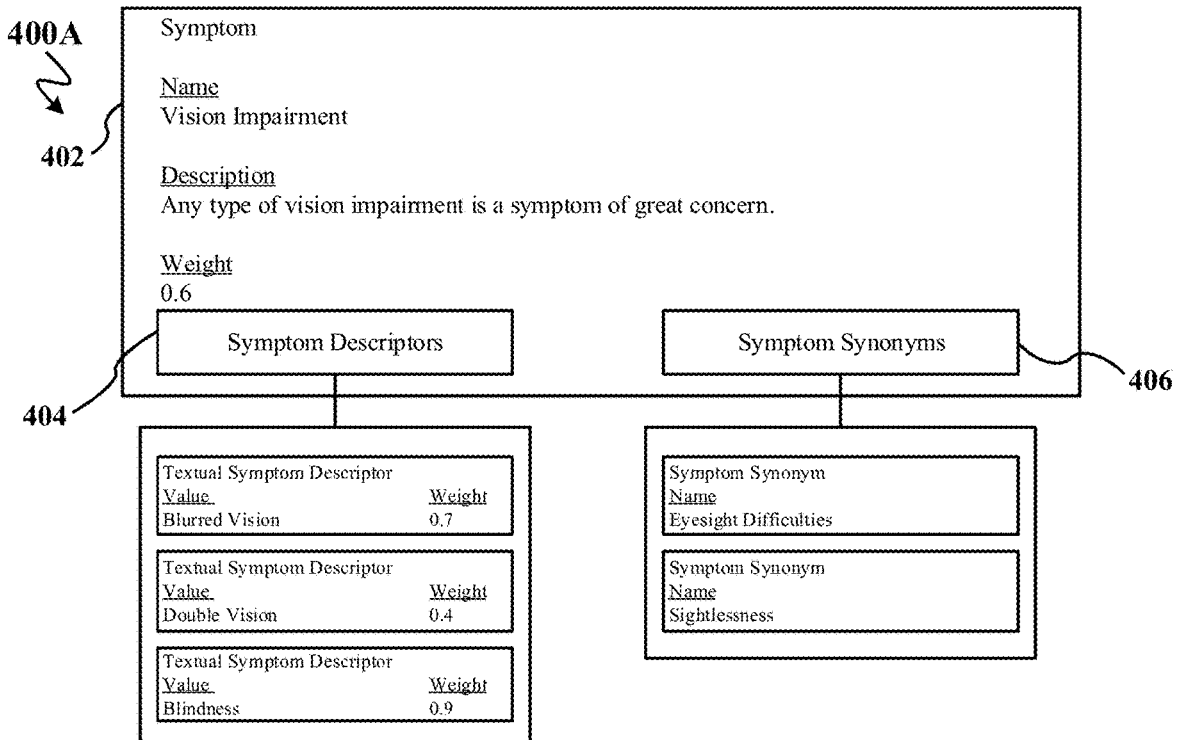 400A
Symptom
Name
Vision Impairment
402
Description
Any type of vision impairment is a symptom of great concern.
Weight
0.6
Symptom Descriptors
Symptom Synonyms
404
406
Textual Symptom Descriptor
Value Weight
Blurred Vision 0.7
Textual Symptom Descriptor
Value Weight
Double Vision 0.4
Textual Symptom Descriptor
Value Weight
Blindness 0.9
Symptom Synonym
Name
Eyesight Difficulties
Symptom Synonym
Name
Sightlessness